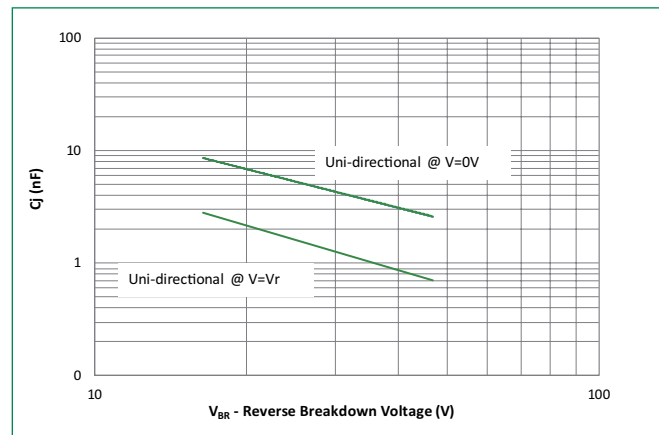 100
10
1
0
Cj (nF)
Uni-directional @ V=0V
Uni-directional @ V=Vr
10
100
VBR - Reverse Breakdown Voltage (V)